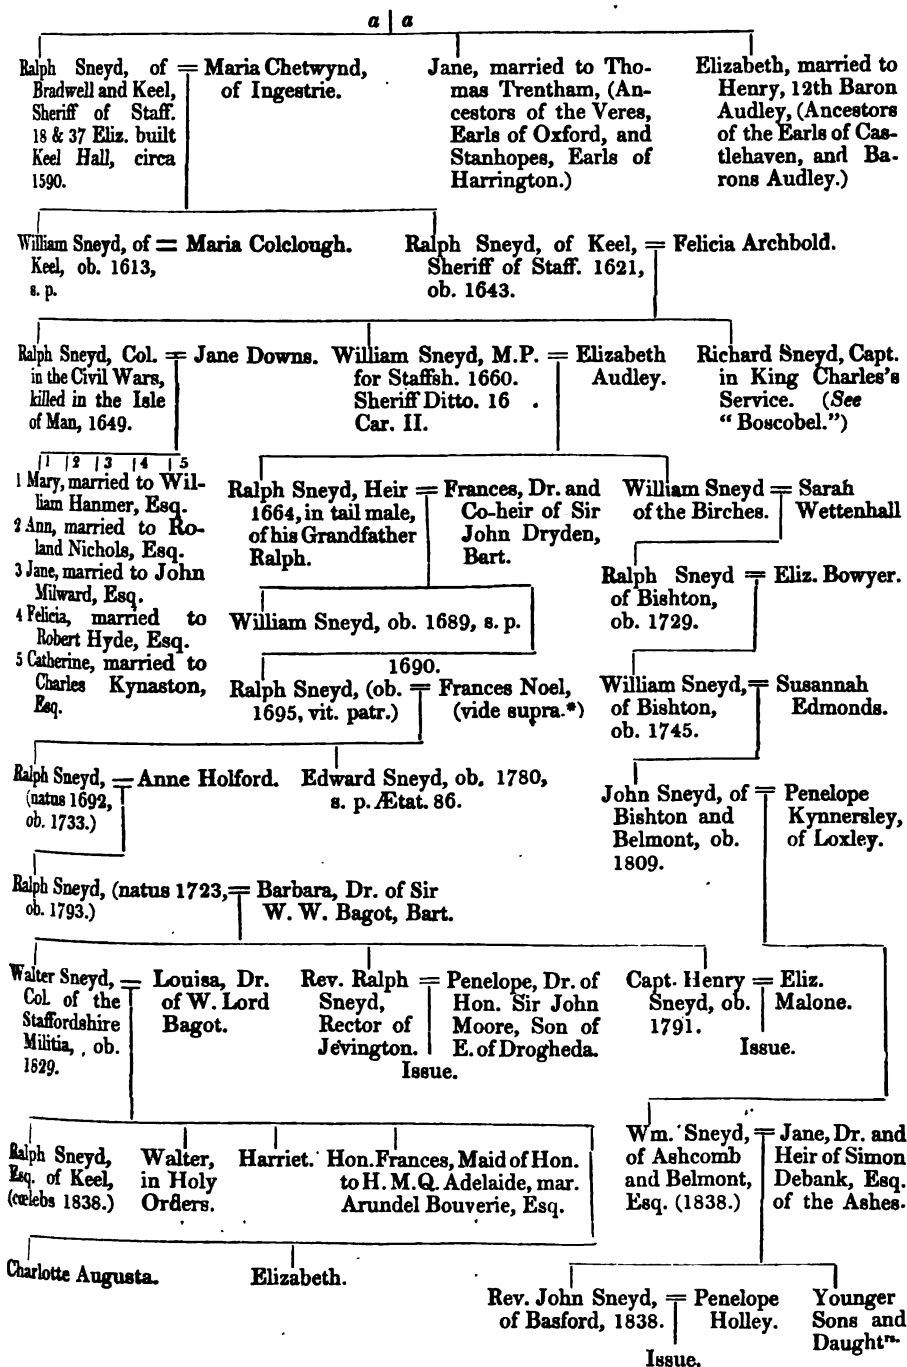 a | a
Ralph Sneyd, of
Bradwell and Keel,
Sheriff of Staff.
18 & 37 Eliz. built
Keel Hall, circa
1590.
= Maria Chetwynd,
of Ingestrie.
Jane, married to Tho-
mas Trentham, (An-
cestors of the Veres,
Earls of Oxford, and
Stanhopes, Earls of
Harrington.)
Elizabeth, married to
Henry, 12th Baron
Audley, (Ancestors
of the Earls of Cas-
tlehaven, and Ba-
rons Audley.)
William Sneyd, of
Keel, ob. 1613,
s. p.
= Maria Colclough.
Ralph Sneyd, of Keel,
Sheriff of Staff. 1621,
ob. 1643.
= Felicia Archbold.
Ralph Sneyd, Col.
in the Civil Wars,
killed in the Isle
of Man, 1649.
= Jane Downs.
William Sneyd, M.P.
for Staffsh. 1660.
Sheriff Ditto. 16
Car. II.
= Elizabeth
Audley.
Richard Sneyd, Capt.
in King Charles's
Service. (See
"Boscobel.")
1 2 3 4 5
1 Mary, married to Wil-
liam Hanmer, Esq.
2 Ann, married to Ro-
land Nichols, Esq.
3 Jane, married to John
Milward, Esq.
4 Felicia, married to
Robert Hyde, Esq.
5 Catherine, married to
Charles Kynaston,
Esq.
Ralph Sneyd, Heir
1664, in tail male,
of his Grandfather
Ralph.
= Frances, Dr. and
Co-heir of Sir
John Dryden,
Bart.
William Sneyd
of the Birches.
= Sarah
Wettenhall
Ralph Sneyd
of Bishton,
ob. 1729.
= Eliz. Bowyer.
William Sneyd, ob. 1689, s. p.
1690.
Ralph Sneyd, (ob.
1695, vit. patr.)
= Frances Noel,
(vide supra.*)
William Sneyd,
of Bishton,
ob. 1745.
= Susannah
Edmonds.
Ralph Sneyd,
(natus 1692,
ob. 1733.)
= Anne Holford.
Edward Sneyd, ob. 1780,
s. p. Ætat. 86.
John Sneyd, of
Bishton and
Belmont, ob.
1809.
= Penelope
Kynnersley,
of Loxley.
Ralph Sneyd, (natus 1723,
ob. 1793.)
= Barbara, Dr. of Sir
W. W. Bagot, Bart.
Walter Sneyd,
Col. of the
Staffordshire
Militia, ob.
1829.
= Louisa, Dr.
of W. Lord
Bagot.
Rev. Ralph
Sneyd,
Rector of
Jevington.
= Penelope, Dr. of
Hon. Sir John
Moore, Son of
E. of Drogheda.
Issue.
Capt. Henry
Sneyd, ob.
1791.
= Eliz.
Malone.
Issue.
Ralph Sneyd,
Esq. of Keel,
(cœlebs 1838.)
Walter,
in Holy
Orders.
Harriet.
Hon. Frances, Maid of Hon.
to H. M. Q. Adelaide, mar.
Arundel Bouverie, Esq.
Wm. Sneyd,
of Ashcomb
and Belmont,
Esq. (1838.)
= Jane, Dr. and
Heir of Simon
Debank, Esq.
of the Ashes.
Charlotte Augusta.
Elizabeth.
Rev. John Sneyd,
of Basford, 1838.
= Penelope
Holley.
Issue.
Younger
Sons and
Daughtrs.